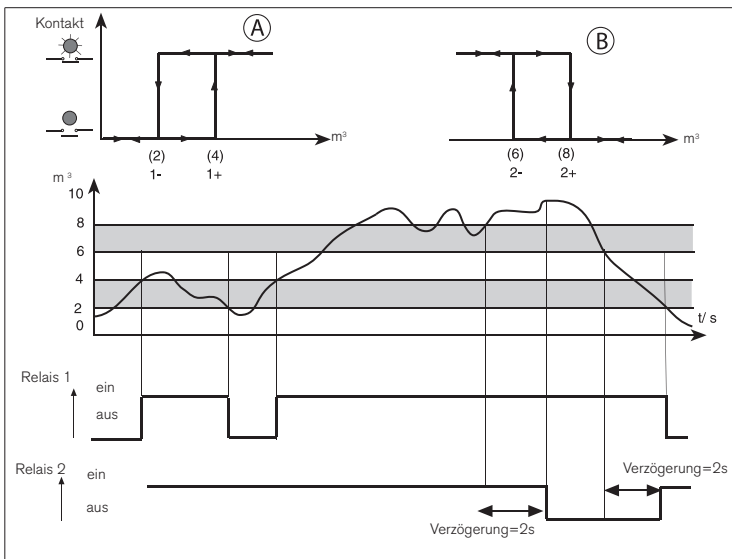 Kontakt
A
B
m³
m³
(2) (4)
1- 1+
(6) (8)
2- 2+
m³
10
8
6
4
2
0
t/ s
Relais 1
ein
aus
Relais 2
ein
aus
Verzögerung=2s
Verzögerung=2s